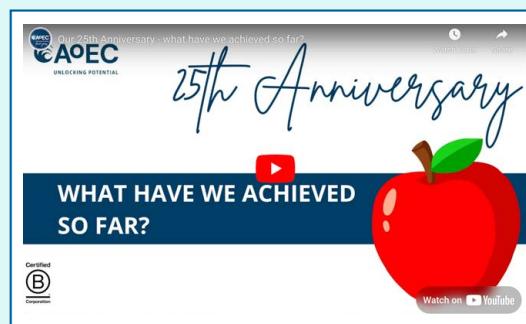 Our 25th Anniversary - what have we achieved so far?
AoEC
UNLOCKING POTENTIAL
Watch later
Share
25th Anniversary
WHAT HAVE WE ACHIEVED
SO FAR?
Certified
B
Corporation
Watch on YouTube